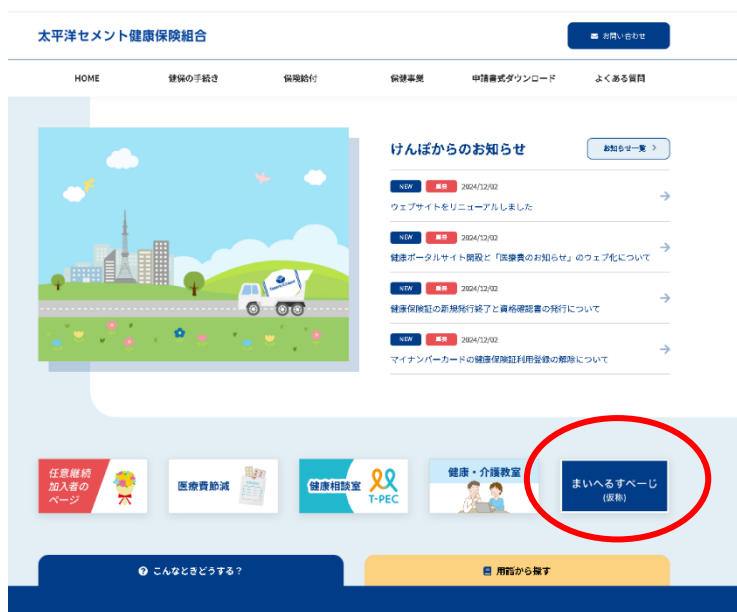 太平洋セメント健康保険組合
お問い合わせ
HOME
健保の手続き
保険給付
保健事業
申請書式ダウンロード
よくある質問
けんぽからのお知らせ
お知らせ一覧
NEW 重要 2024/12/02
ウェブサイトをリニューアルしました
NEW 重要 2024/12/02
健康ポータルサイト開設と「医療費のお知らせ」のウェブ化について
NEW 重要 2024/12/02
健康保険証の新規発行終了と資格確認書の発行について
NEW 重要 2024/12/02
マイナンバーカードの健康保険証利用登録の解除について
任意継続
加入者の
ページ
医療費節減
健康相談室
T-PEC
健康・介護教室
まいへるすぺーじ
(仮称)
こんなときどうする？
用語から探す